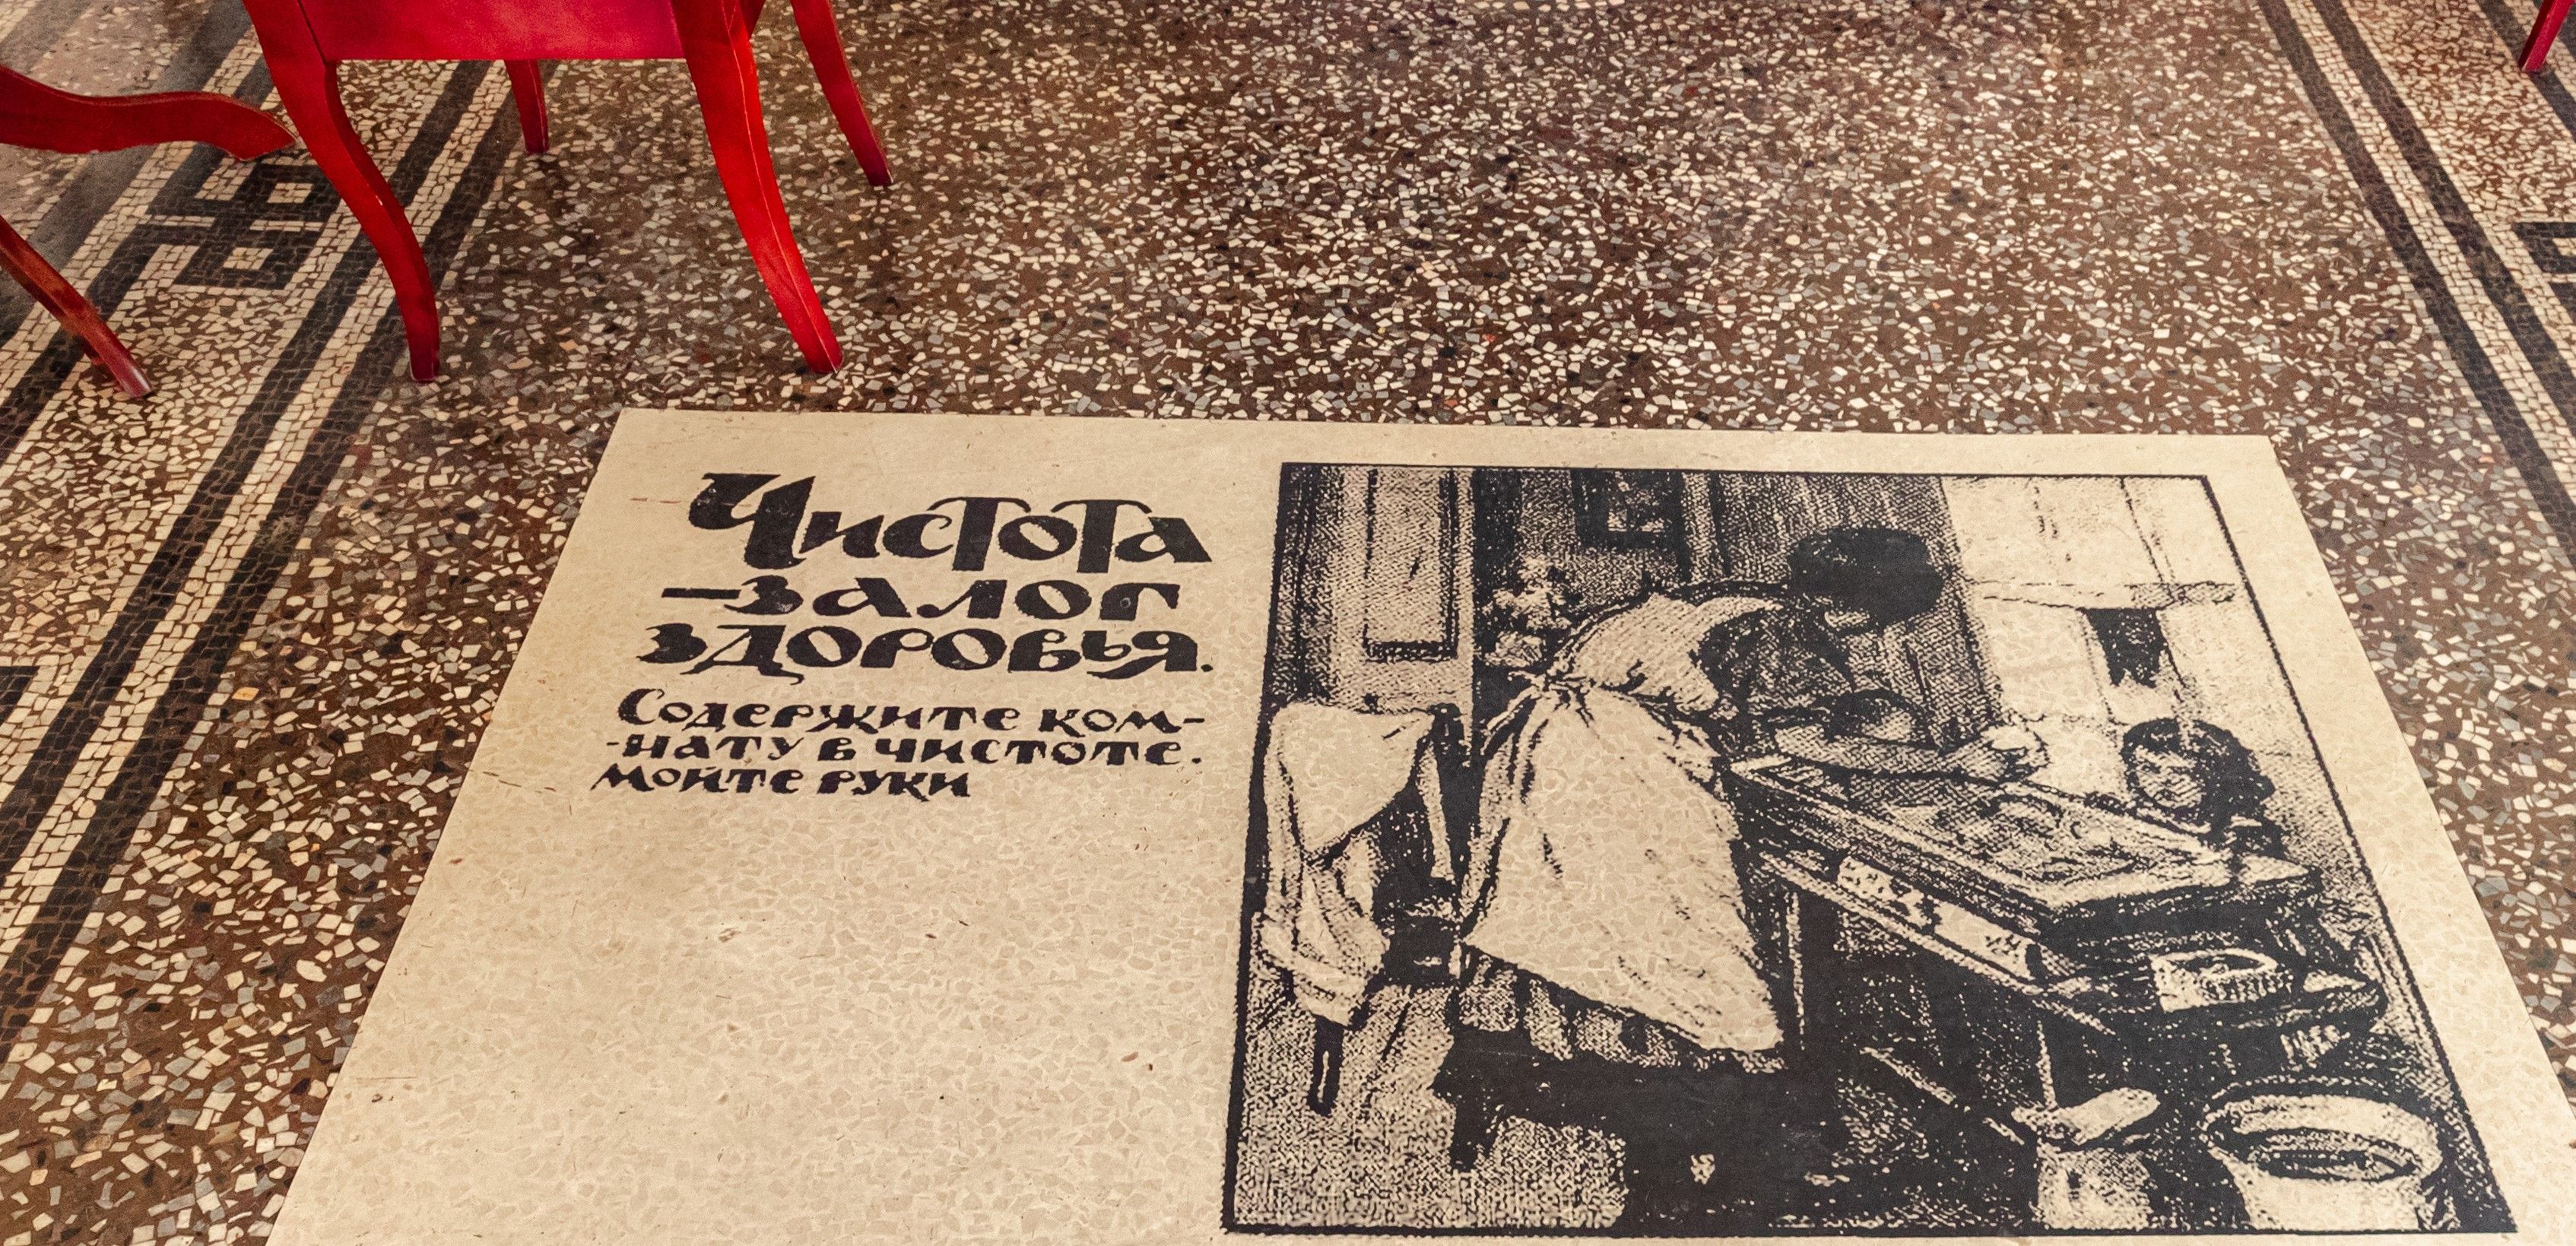 Чистота
-залог
здоровья.
Содержите ком-
-нату в чистоте.
Мойте руки